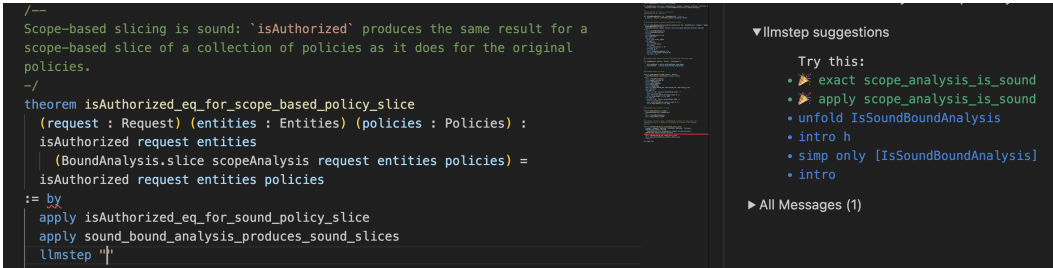 /--
Scope-based slicing is sound: `isAuthorized` produces the same result for a
scope-based slice of a collection of policies as it does for the original
policies.
-/
theorem isAuthorized_eq_for_scope_based_policy_slice
(request : Request) (entities : Entities) (policies : Policies) :
isAuthorized request entities
(BoundAnalysis.slice scopeAnalysis request entities policies) =
isAuthorized request entities policies
:= by
apply isAuthorized_eq_for_sound_policy_slice
apply sound_bound_analysis_produces_sound_slices
llmstep ""
▼llmstep suggestions
Try this:
• 🎉 exact scope_analysis_is_sound
• 🎉 apply scope_analysis_is_sound
• unfold IsSoundBoundAnalysis
• intro h
• simp only [IsSoundBoundAnalysis]
• intro
▶All Messages (1)